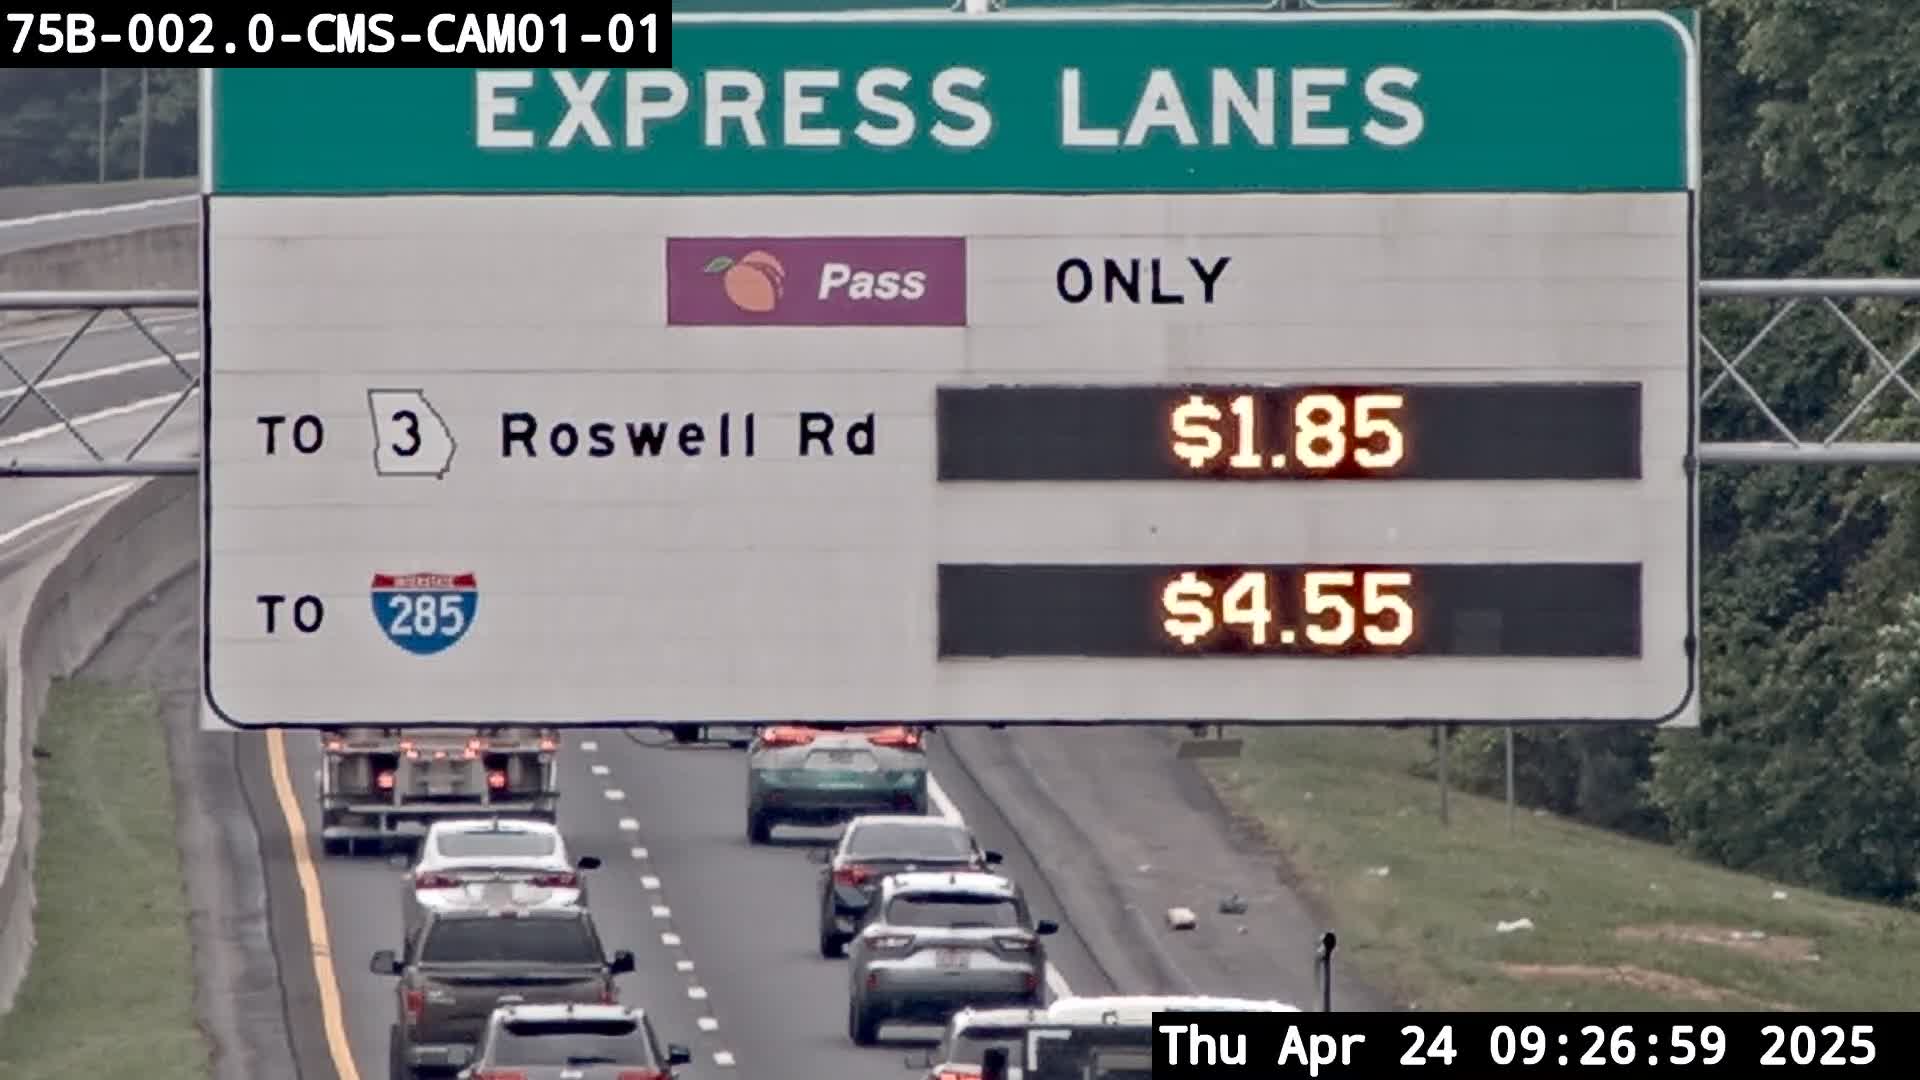 75B-002.0-CMS-CAM01-01
EXPRESS LANES
Pass ONLY
TO 3 Roswell Rd $1.85
INTERSTATE
TO 285 $4.55
Thu Apr 24 09:26:59 2025